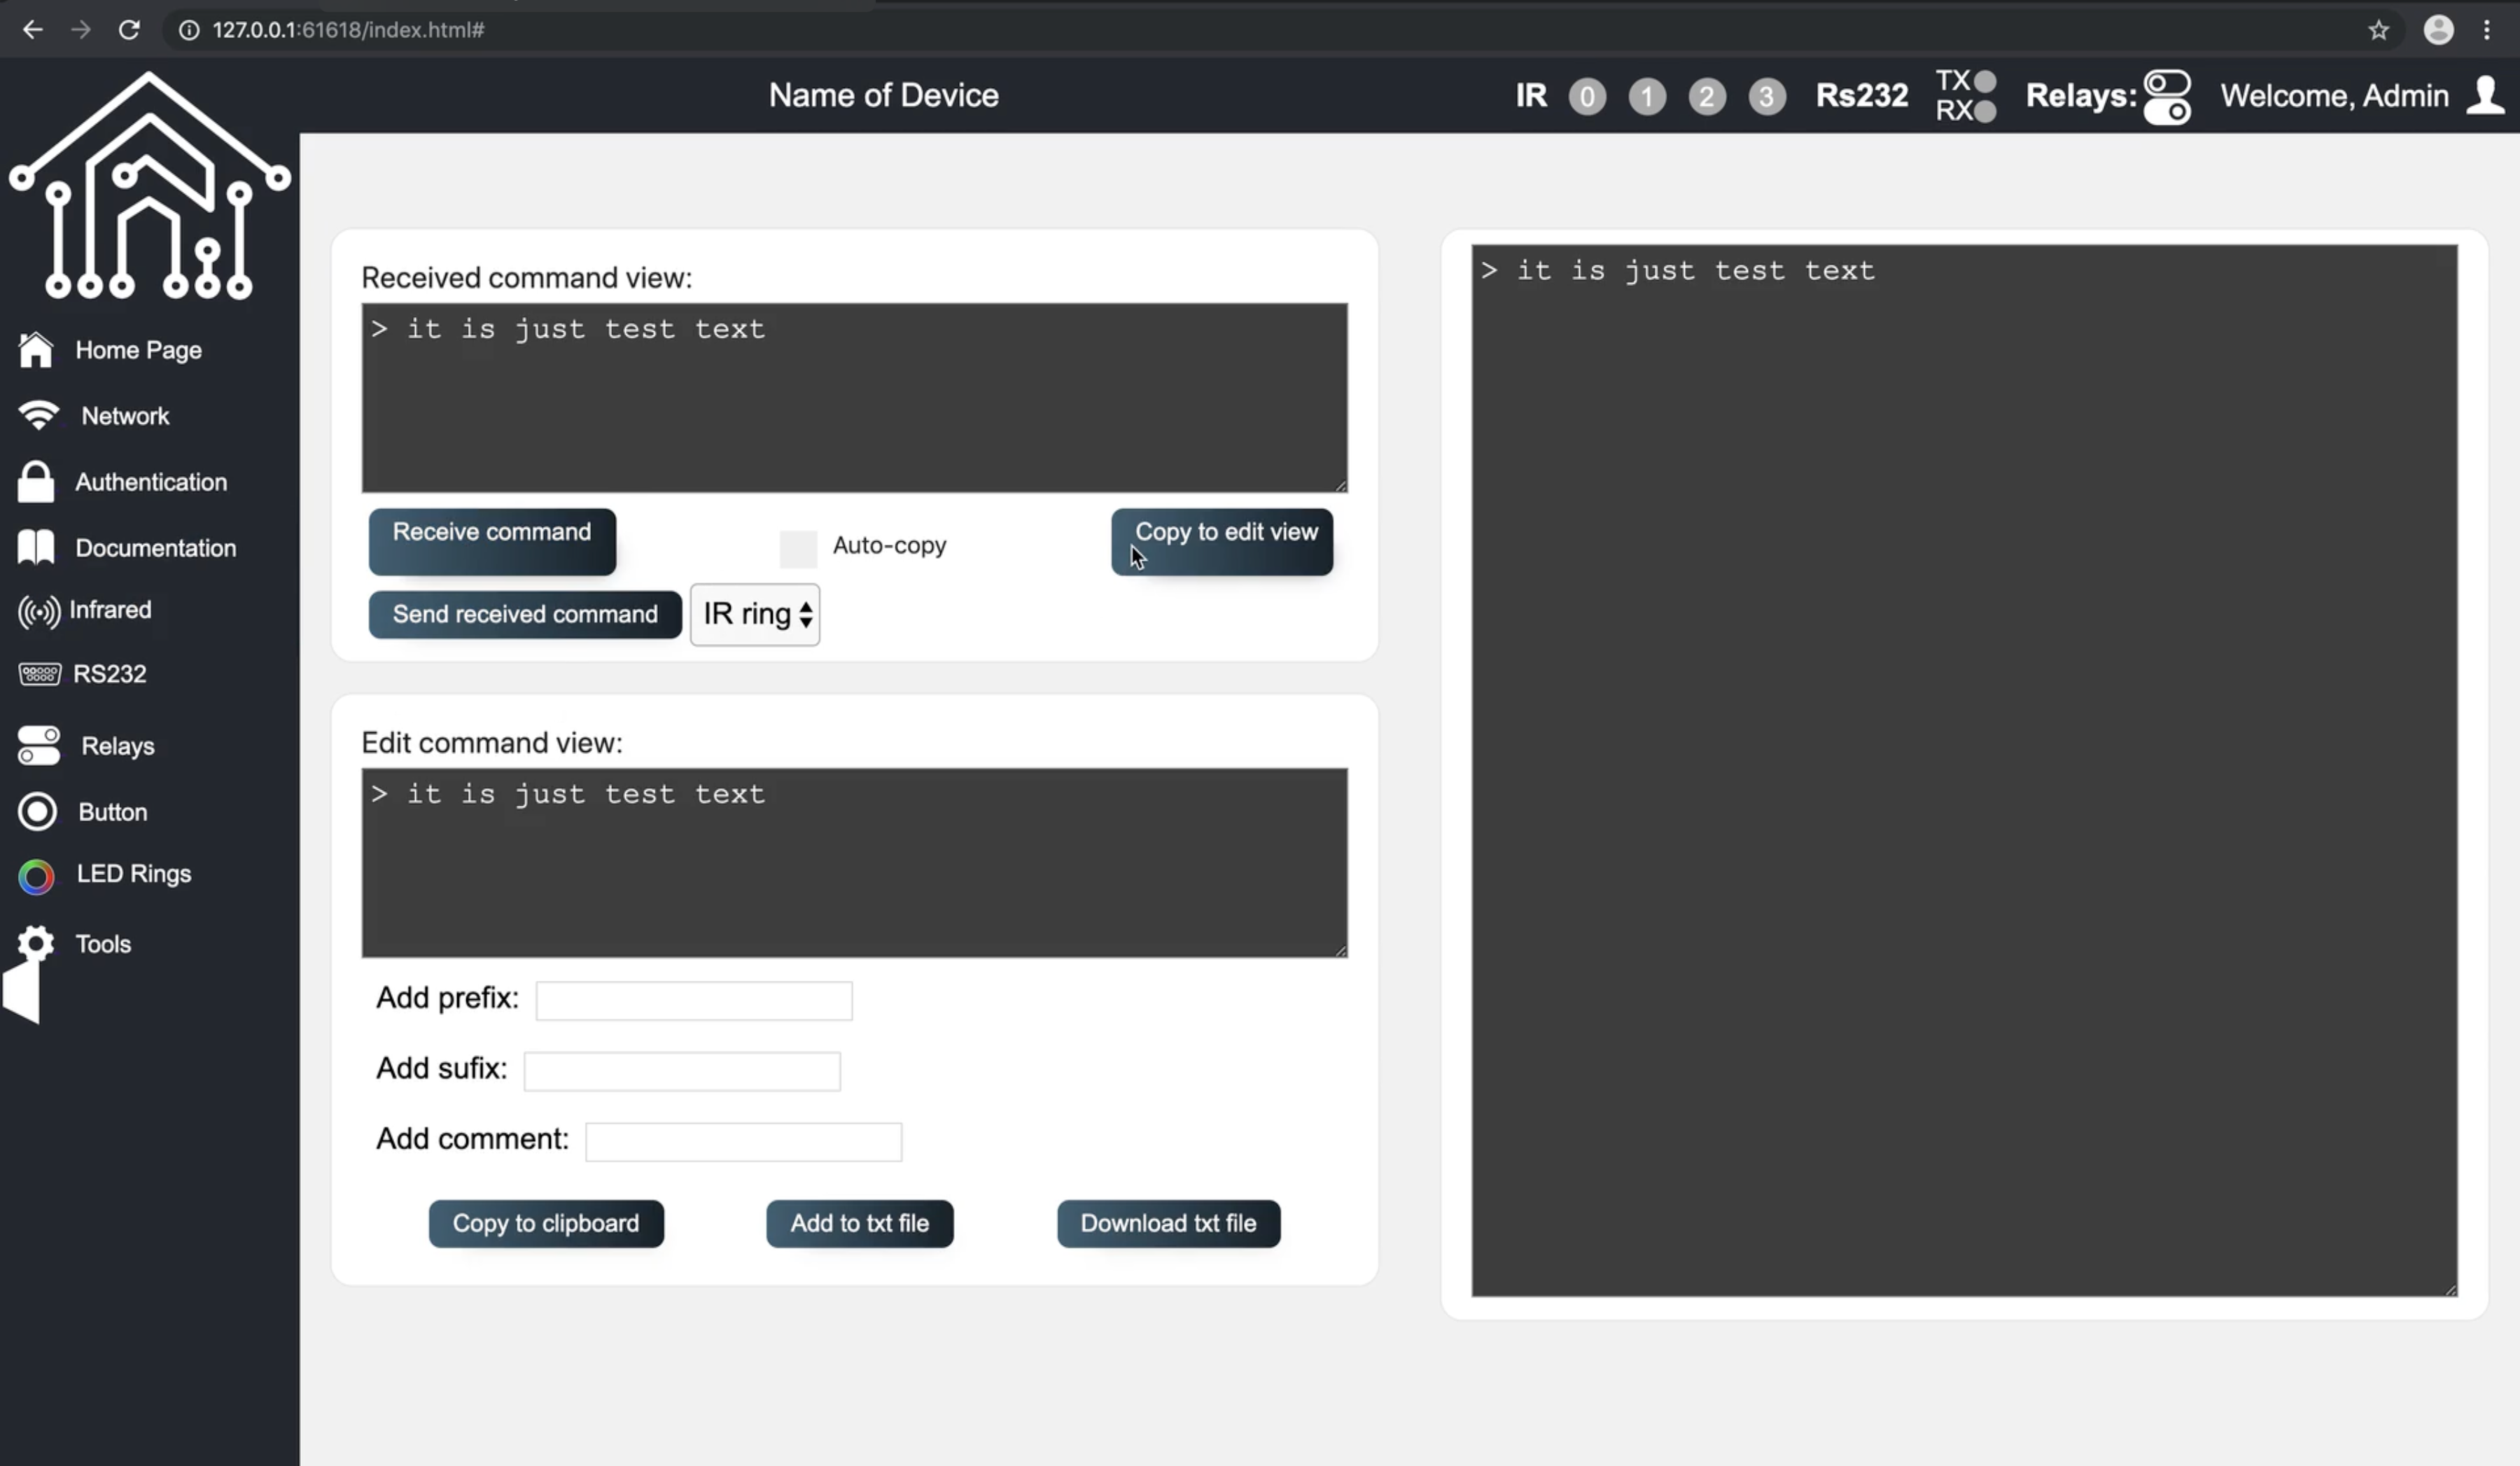 127.0.0.1:61618/index.html#
Name of Device
IR 0 1 2 3 Rs232 TX RX Relays: Welcome, Admin
Home Page
Network
Authentication
Documentation
Infrared
RS232
Relays
Button
LED Rings
Tools
Received command view:
> it is just test text
Receive command
Auto-copy
Copy to edit view
Send received command
IR ring
Edit command view:
> it is just test text
Add prefix:
Add sufix:
Add comment:
Copy to clipboard
Add to txt file
Download txt file
> it is just test text